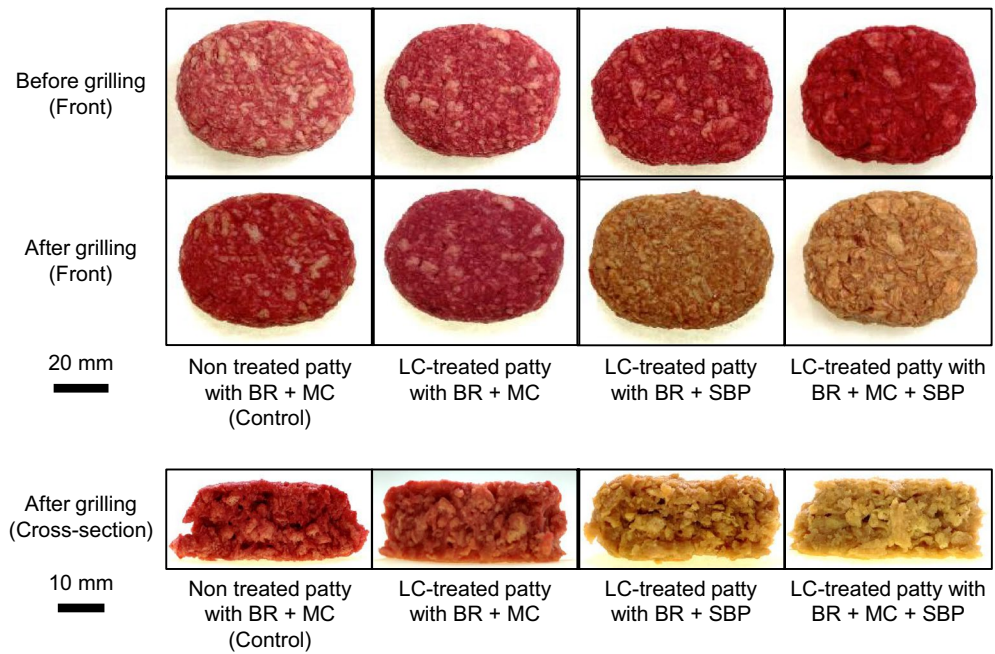 Before grilling
(Front)
After grilling
(Front)
20 mm
Non treated patty
with BR + MC
(Control)
LC-treated patty
with BR + MC
LC-treated patty
with BR + SBP
LC-treated patty with
BR + MC + SBP
After grilling
(Cross-section)
10 mm
Non treated patty
with BR + MC
(Control)
LC-treated patty
with BR + MC
LC-treated patty
with BR + SBP
LC-treated patty with
BR + MC + SBP